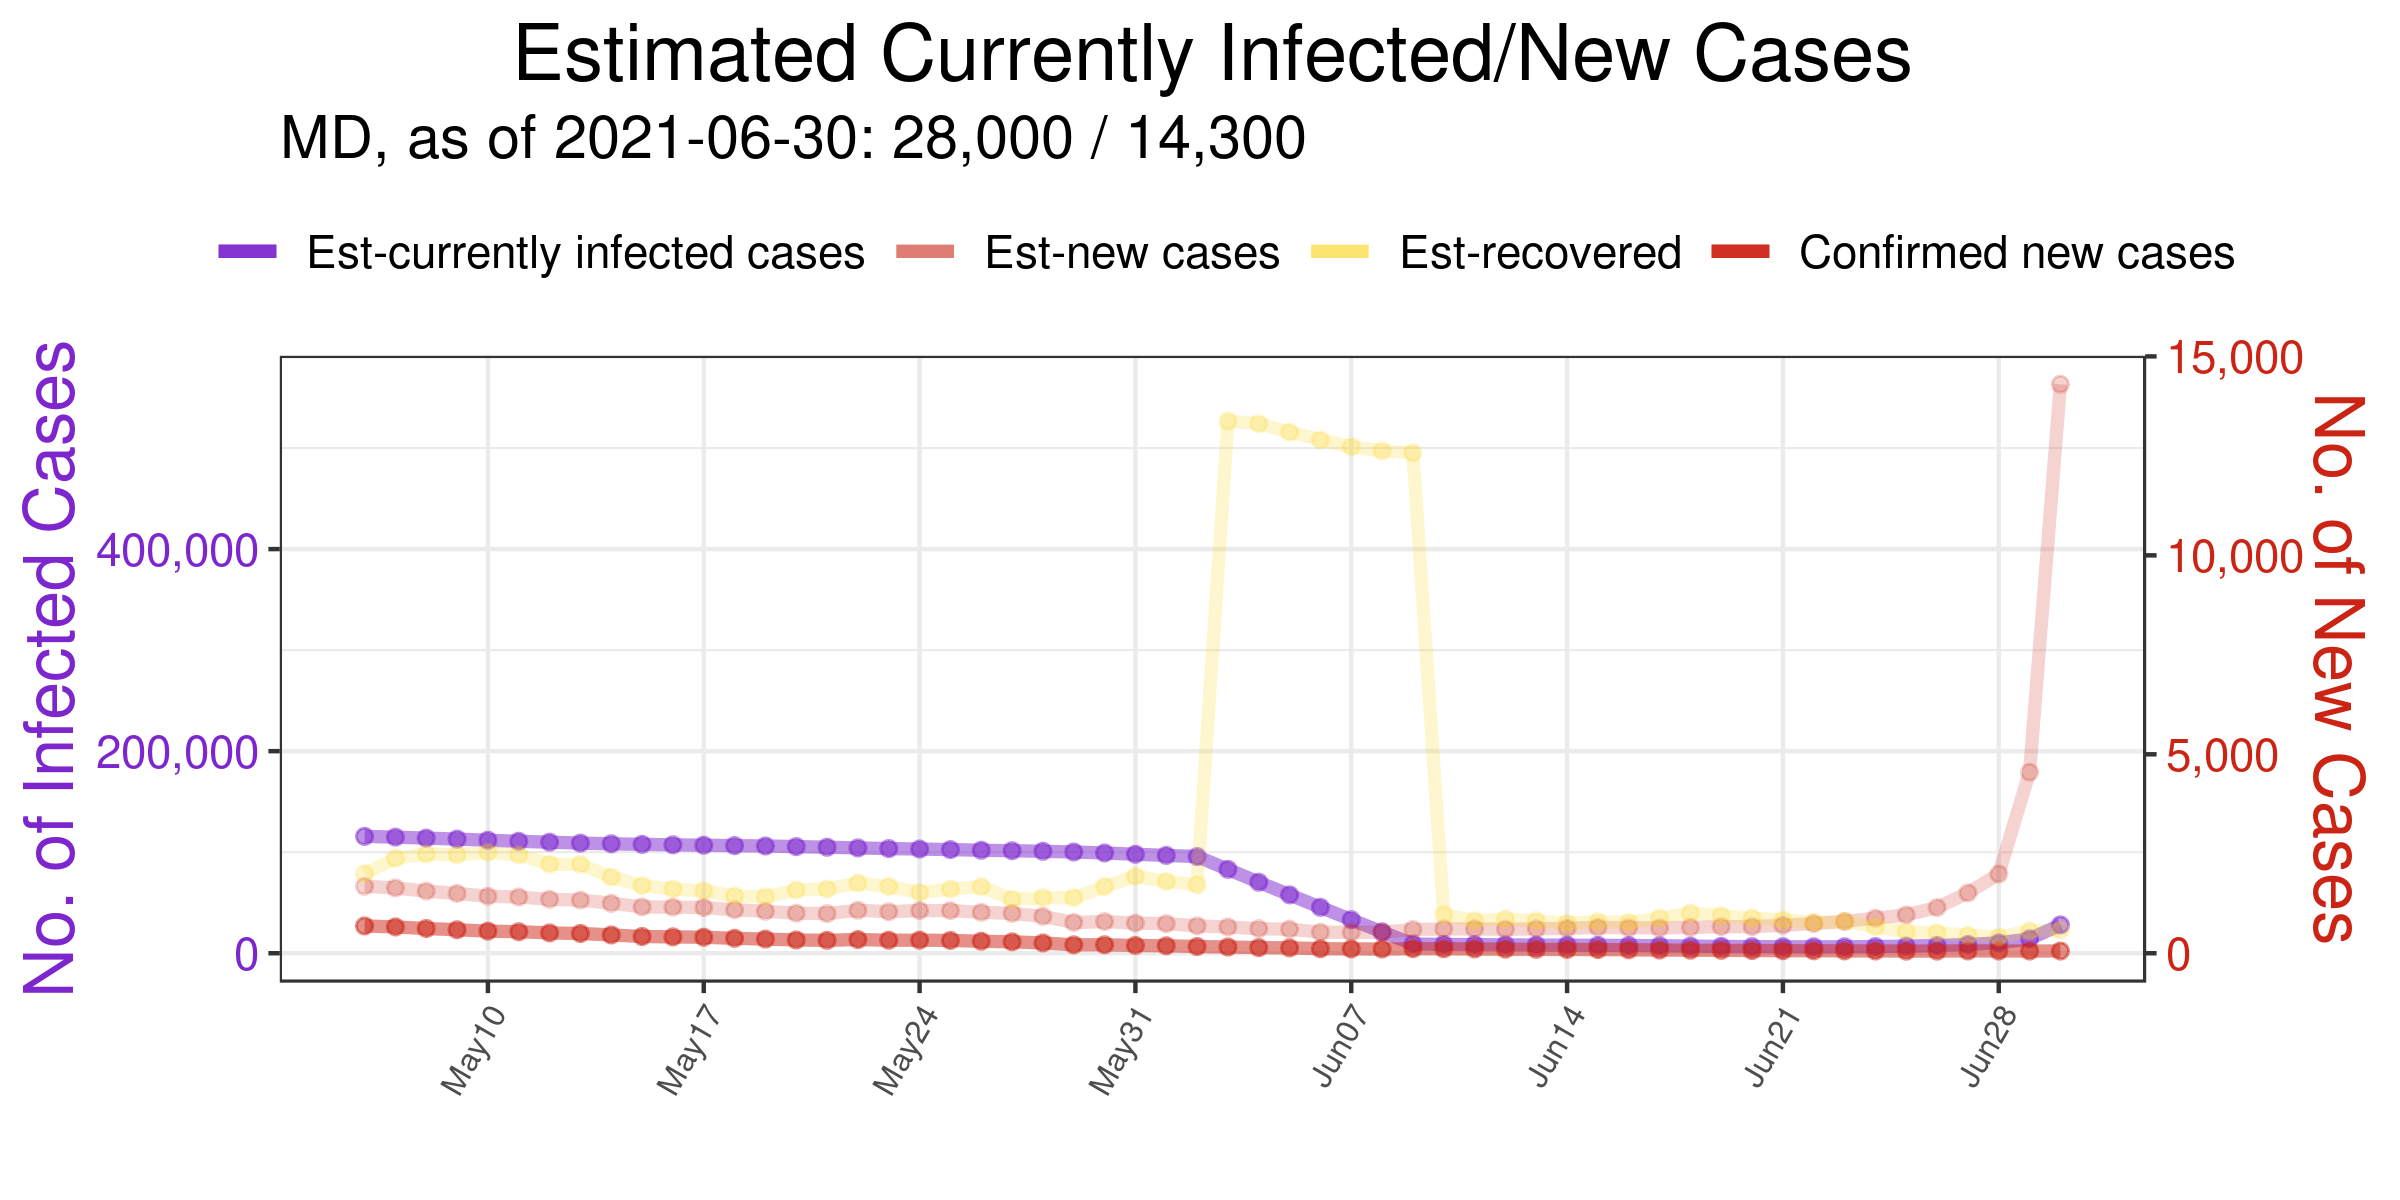 Estimated Currently Infected/New Cases
MD, as of 2021-06-30: 28,000 / 14,300
Est-currently infected cases Est-new cases Est-recovered Confirmed new cases
No. of Infected Cases
400,000
200,000
0
15,000
10,000
5,000
0
No. of New Cases
May10 May17 May24 May31 Jun07 Jun14 Jun21 Jun28